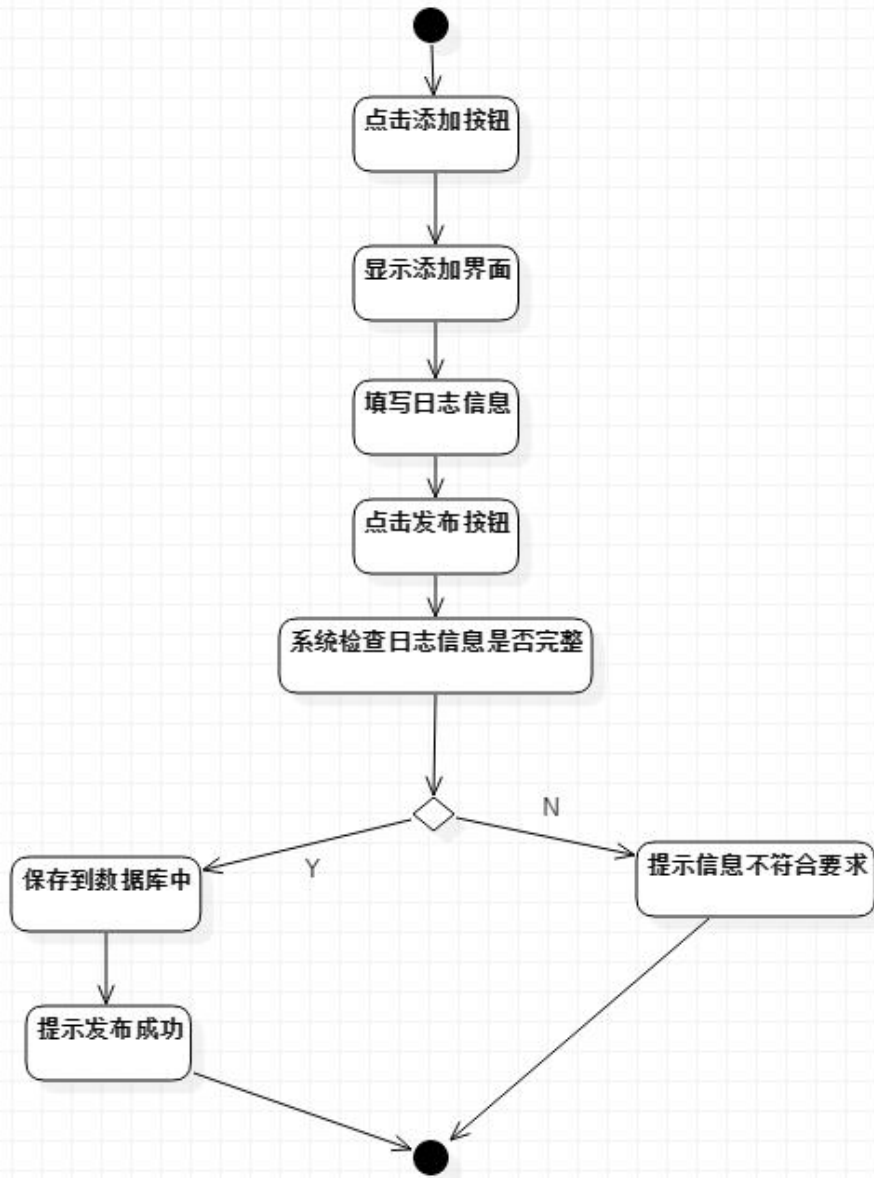 点击添加按钮
显示添加界面
填写日志信息
点击发布按钮
系统检查日志信息是否完整
N
Y
提示信息不符合要求
保存到数据库中
提示发布成功